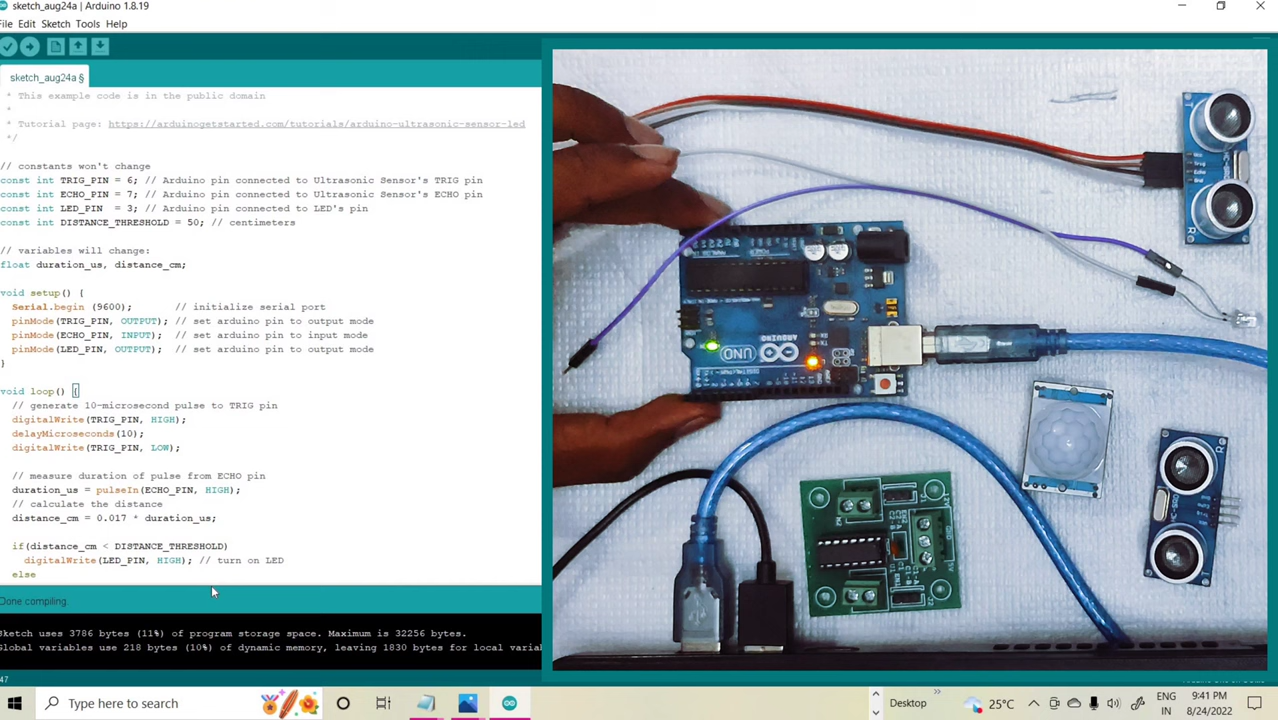 sketch_aug24a | Arduino 1.8.19
File Edit Sketch Tools Help
sketch_aug24a §
* This example code is in the public domain
*
* Tutorial page: https://arduinogetstarted.com/tutorials/arduino-ultrasonic-sensor-led
*/
// constants won't change
const int TRIG_PIN = 6; // Arduino pin connected to Ultrasonic Sensor's TRIG pin
const int ECHO_PIN = 7; // Arduino pin connected to Ultrasonic Sensor's ECHO pin
const int LED_PIN = 3; // Arduino pin connected to LED's pin
const int DISTANCE_THRESHOLD = 50; // centimeters
// variables will change:
float duration_us, distance_cm;
void setup() {
Serial.begin (9600); // initialize serial port
pinMode(TRIG_PIN, OUTPUT); // set arduino pin to output mode
pinMode(ECHO_PIN, INPUT); // set arduino pin to input mode
pinMode(LED_PIN, OUTPUT); // set arduino pin to output mode
}
void loop() {
// generate 10-microsecond pulse to TRIG pin
digitalWrite(TRIG_PIN, HIGH);
delayMicroseconds(10);
digitalWrite(TRIG_PIN, LOW);
// measure duration of pulse from ECHO pin
duration_us = pulseIn(ECHO_PIN, HIGH);
// calculate the distance
distance_cm = 0.017 * duration_us;
if(distance_cm < DISTANCE_THRESHOLD)
digitalWrite(LED_PIN, HIGH); // turn on LED
else
Done compiling.
Sketch uses 3786 bytes (11%) of program storage space. Maximum is 32256 bytes.
Global variables use 218 bytes (10%) of dynamic memory, leaving 1830 bytes for local varia
47
UNO
ARDUINO
HC-SR04
Type here to search
Desktop
25°C
ENG
IN
9:41 PM
8/24/2022